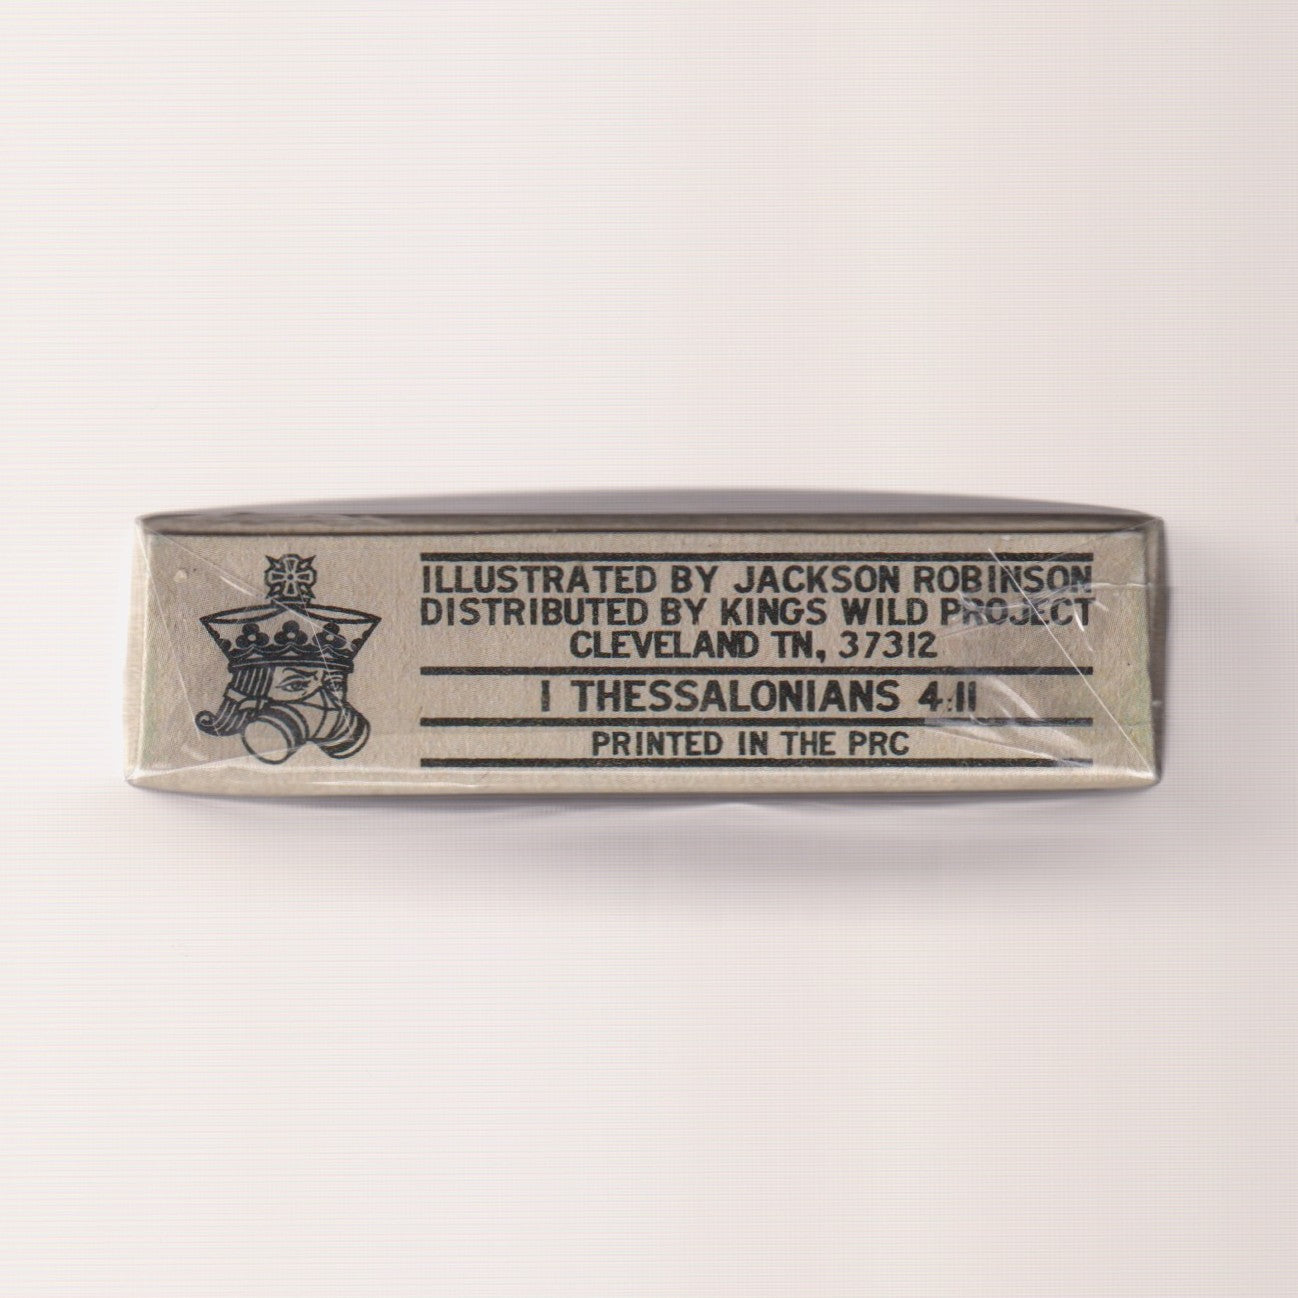 ILLUSTRATED BY JACKSON ROBINSON
DISTRIBUTED BY KINGS WILD PROJECT
CLEVELAND TN, 37312
1 THESSALONIANS 4:11
PRINTED IN THE PRC